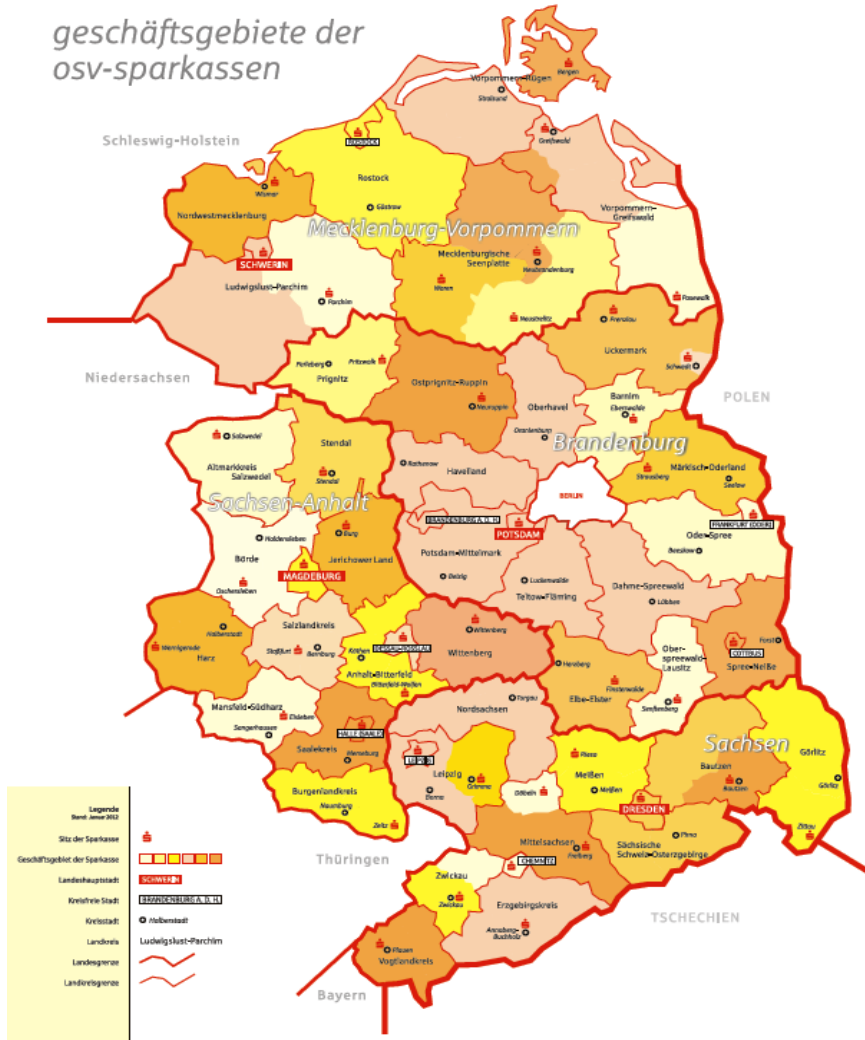 geschäftsgebiete der
osv-sparkassen
Bergen
Vorpommern-Rügen
Stralsund
Schleswig-Holstein
Greifswald
ROSTOCK
Rostock
Wismar
Güstrow
Nordwestmecklenburg
Vorpommern-
Greifswald
Mecklenburg-Vorpommern
Mecklenburgische
Seenplatte
SCHWERIN
Neubrandenburg
Ludwigslust-Parchim
Waren
Parchim
Pasewalk
Neustrelitz
Prenzlau
Uckermark
Perleberg
Pritzwalk
Prignitz
Schwedt
Niedersachsen
Ostprignitz-Ruppin
POLEN
Neuruppin
Oberhavel
Barnim
Eberswalde
Oranienburg
Salzwedel
Stendal
Brandenburg
Altmarkkreis
Salzwedel
Rathenow
Havelland
Märkisch-Oderland
Strausberg
Seelow
Stendal
Sachsen-Anhalt
BERLIN
BRANDENBURG A. D. H.
POTSDAM
FRANKFURT (ODER)
Oder-Spree
Haldensleben
Burg
Börde
Jerichower Land
Potsdam-Mittelmark
Beeskow
MAGDEBURG
Belzig
Luckenwalde
Teltow-Fläming
Dahme-Spreewald
Oschersleben
Lübben
Halberstadt
Salzlandkreis
Wittenberg
Wernigerode
Harz
Staßfurt
Bernburg
Köthen
DESSAU-ROSSLAU
Wittenberg
Forst
COTTBUS
Spree-Neiße
Ober-
spreewald-
Lausitz
Herzberg
Anhalt-Bitterfeld
Bitterfeld-Wolfen
Finsterwalde
Elbe-Elster
Senftenberg
Mansfeld-Südharz
Eisleben
Sangerhausen
Torgau
Nordsachsen
HALLE (SAALE)
Saalekreis
Merseburg
LEIPZIG
Leipzig
Grimma
Borna
Riesa
Meißen
Meißen
Sachsen
Bautzen
Bautzen
Görlitz
Görlitz
Burgenlandkreis
Naumburg
Zeitz
Döbeln
DRESDEN
Zittau
Mittelsachsen
Freiberg
Pirna
Sächsische
Schweiz-Osterzgebirge
Thüringen
CHEMNITZ
Zwickau
Zwickau
Erzgebirgskreis
Annaberg-
Buchholz
TSCHECHIEN
Plauen
Vogtlandkreis
Bayern
Legende
Stand: Januar 2012
Sitz der Sparkasse
Geschäftsgebiet der Sparkasse
Landeshauptstadt
SCHWERIN
Kreisfreie Stadt
BRANDENBURG A. D. H.
Kreisstadt
Halberstadt
Landkreis
Ludwigslust-Parchim
Landesgrenze
Landkreisgrenze